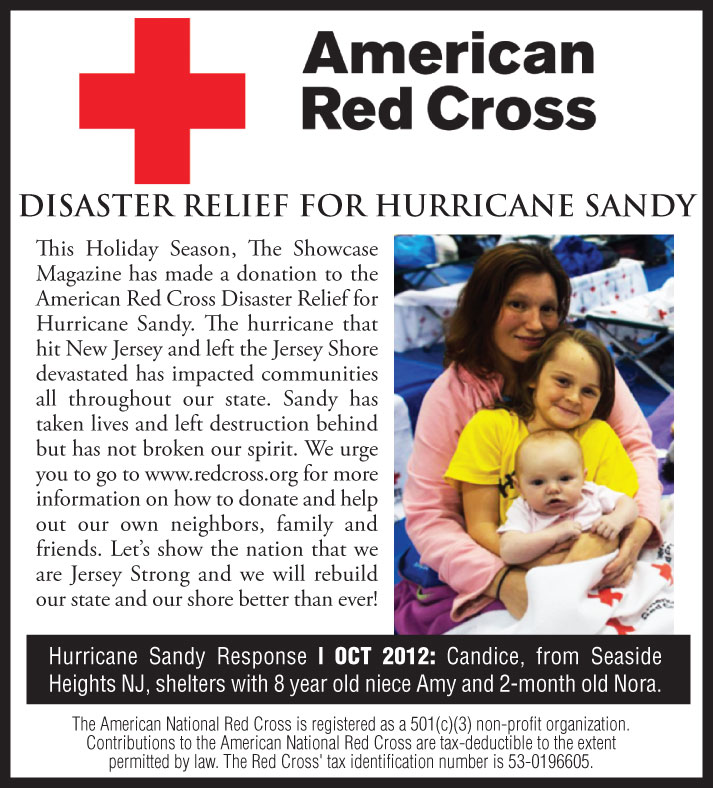 American
Red Cross
DISASTER RELIEF FOR HURRICANE SANDY
This Holiday Season, The Showcase
Magazine has made a donation to the
American Red Cross Disaster Relief for
Hurricane Sandy. The hurricane that
hit New Jersey and left the Jersey Shore
devastated has impacted communities
all throughout our state. Sandy has
taken lives and left destruction behind
but has not broken our spirit. We urge
you to go to www.redcross.org for more
information on how to donate and help
out our own neighbors, family and
friends. Let's show the nation that we
are Jersey Strong and we will rebuild
our state and our shore better than ever!
Hurricane Sandy Response | OCT 2012: Candice, from Seaside
Heights NJ, shelters with 8 year old niece Amy and 2-month old Nora.
The American National Red Cross is registered as a 501(c)(3) non-profit organization.
Contributions to the American National Red Cross are tax-deductible to the extent
permitted by law. The Red Cross' tax identification number is 53-0196605.